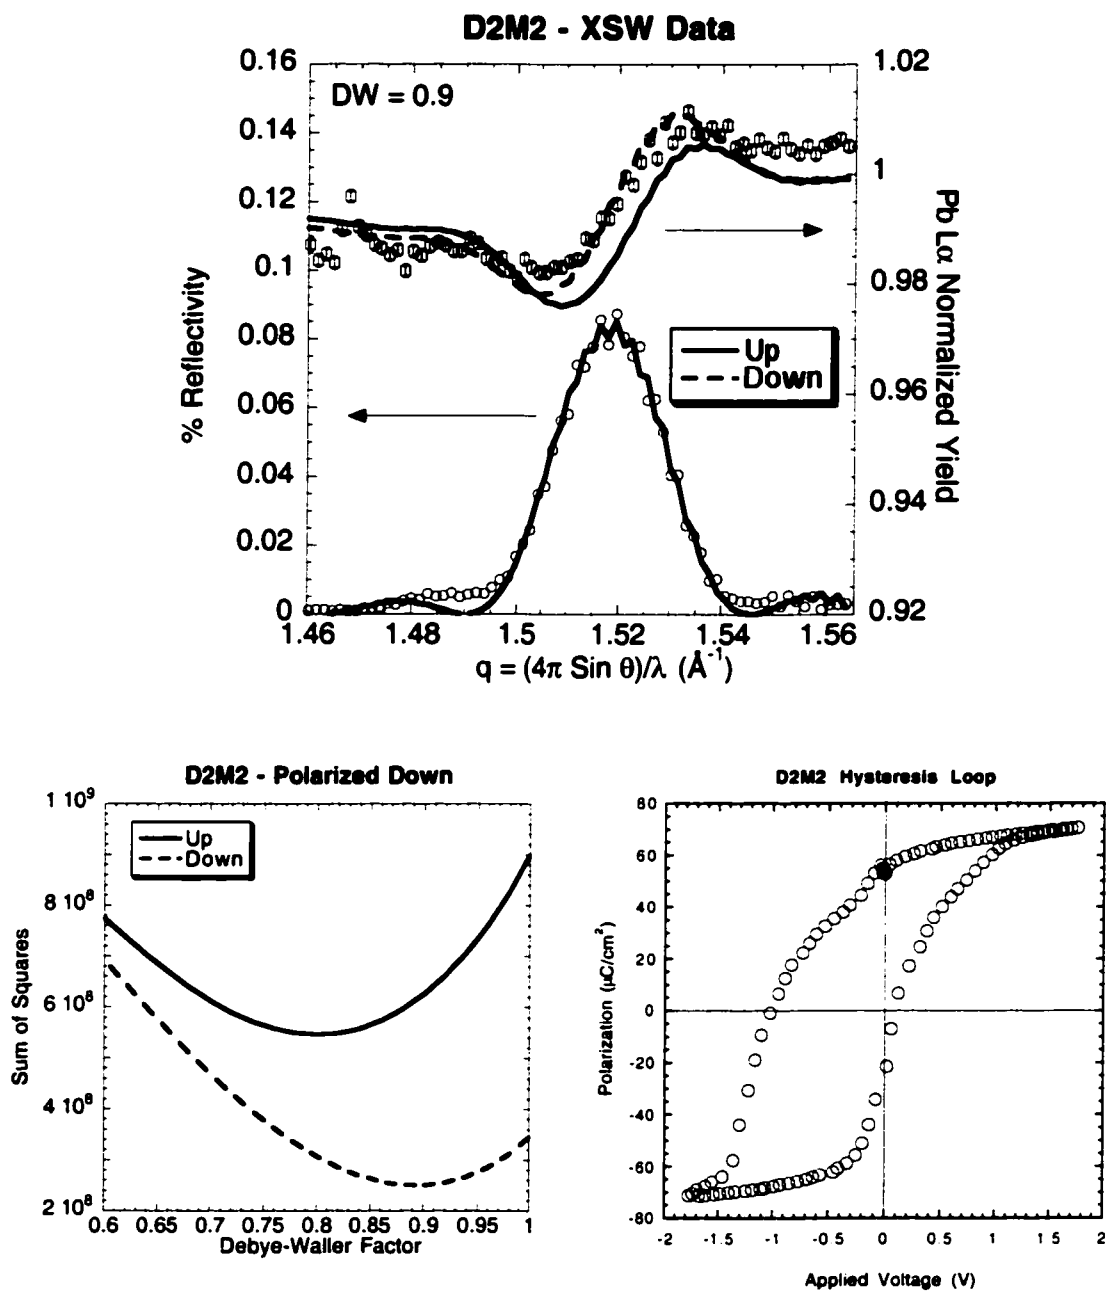 D2M2 - XSW Data
DW = 0.9
0.16
0.14
0.12
0.1
0.08
0.06
0.04
0.02
0
% Reflectivity
1.02
1
0.98
0.96
0.94
0.92
Pb Lα Normalized Yield
Up
Down
1.46 1.48 1.5 1.52 1.54 1.56
q = (4π Sin θ)/λ (Å⁻¹)
D2M2 - Polarized Down
1 10⁹
8 10⁸
6 10⁸
4 10⁸
2 10⁸
Sum of Squares
Up
Down
0.6 0.65 0.7 0.75 0.8 0.85 0.9 0.95 1
Debye-Waller Factor
D2M2 Hysteresis Loop
80
60
40
20
0
-20
-40
-60
-80
Polarization (µC/cm²)
-2 -1.5 -1 -0.5 0 0.5 1 1.5 2
Applied Voltage (V)